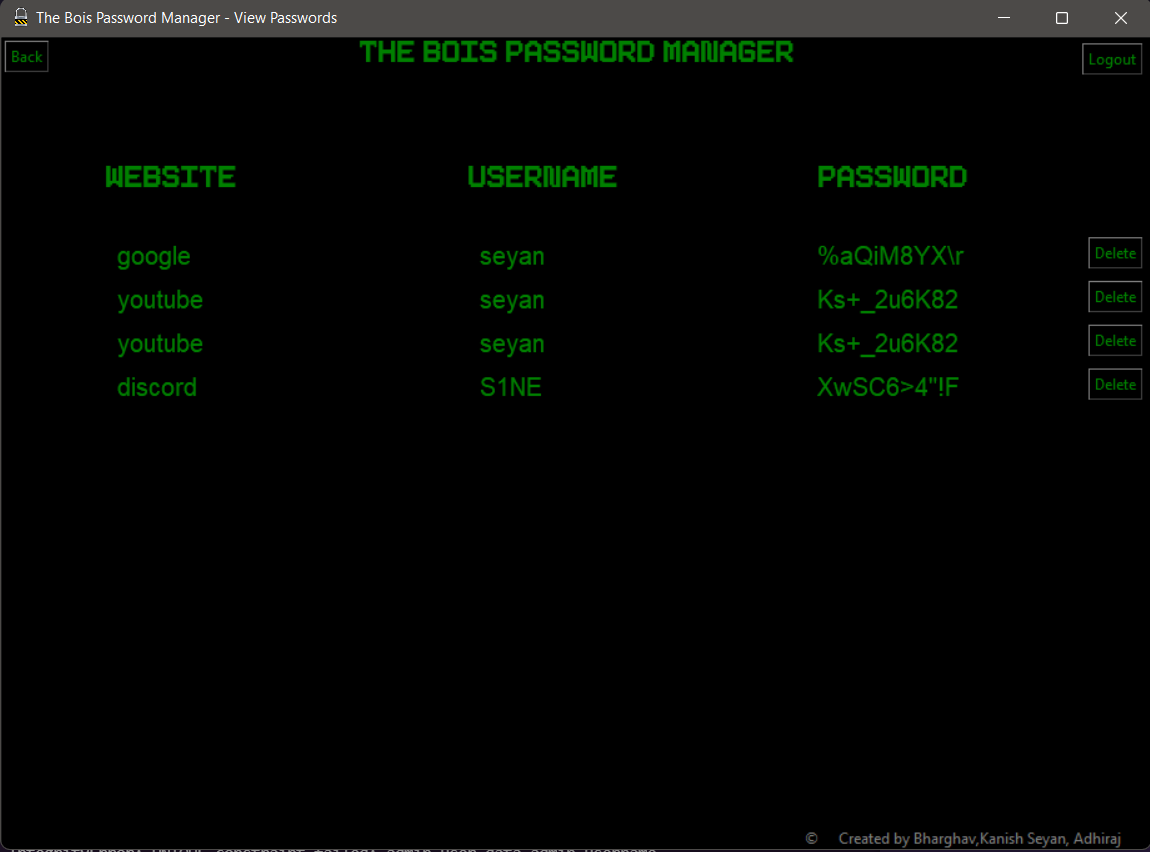 The Bois Password Manager - View Passwords
Back THE BOIS PASSWORD MANAGER Logout
WEBSITE USERNAME PASSWORD
google seyan %aQiM8YX\r Delete
youtube seyan Ks+_2u6K82 Delete
youtube seyan Ks+_2u6K82 Delete
discord S1NE XwSC6>4"!F Delete
© Created by Bharghav,Kanish Seyan, Adhiraj